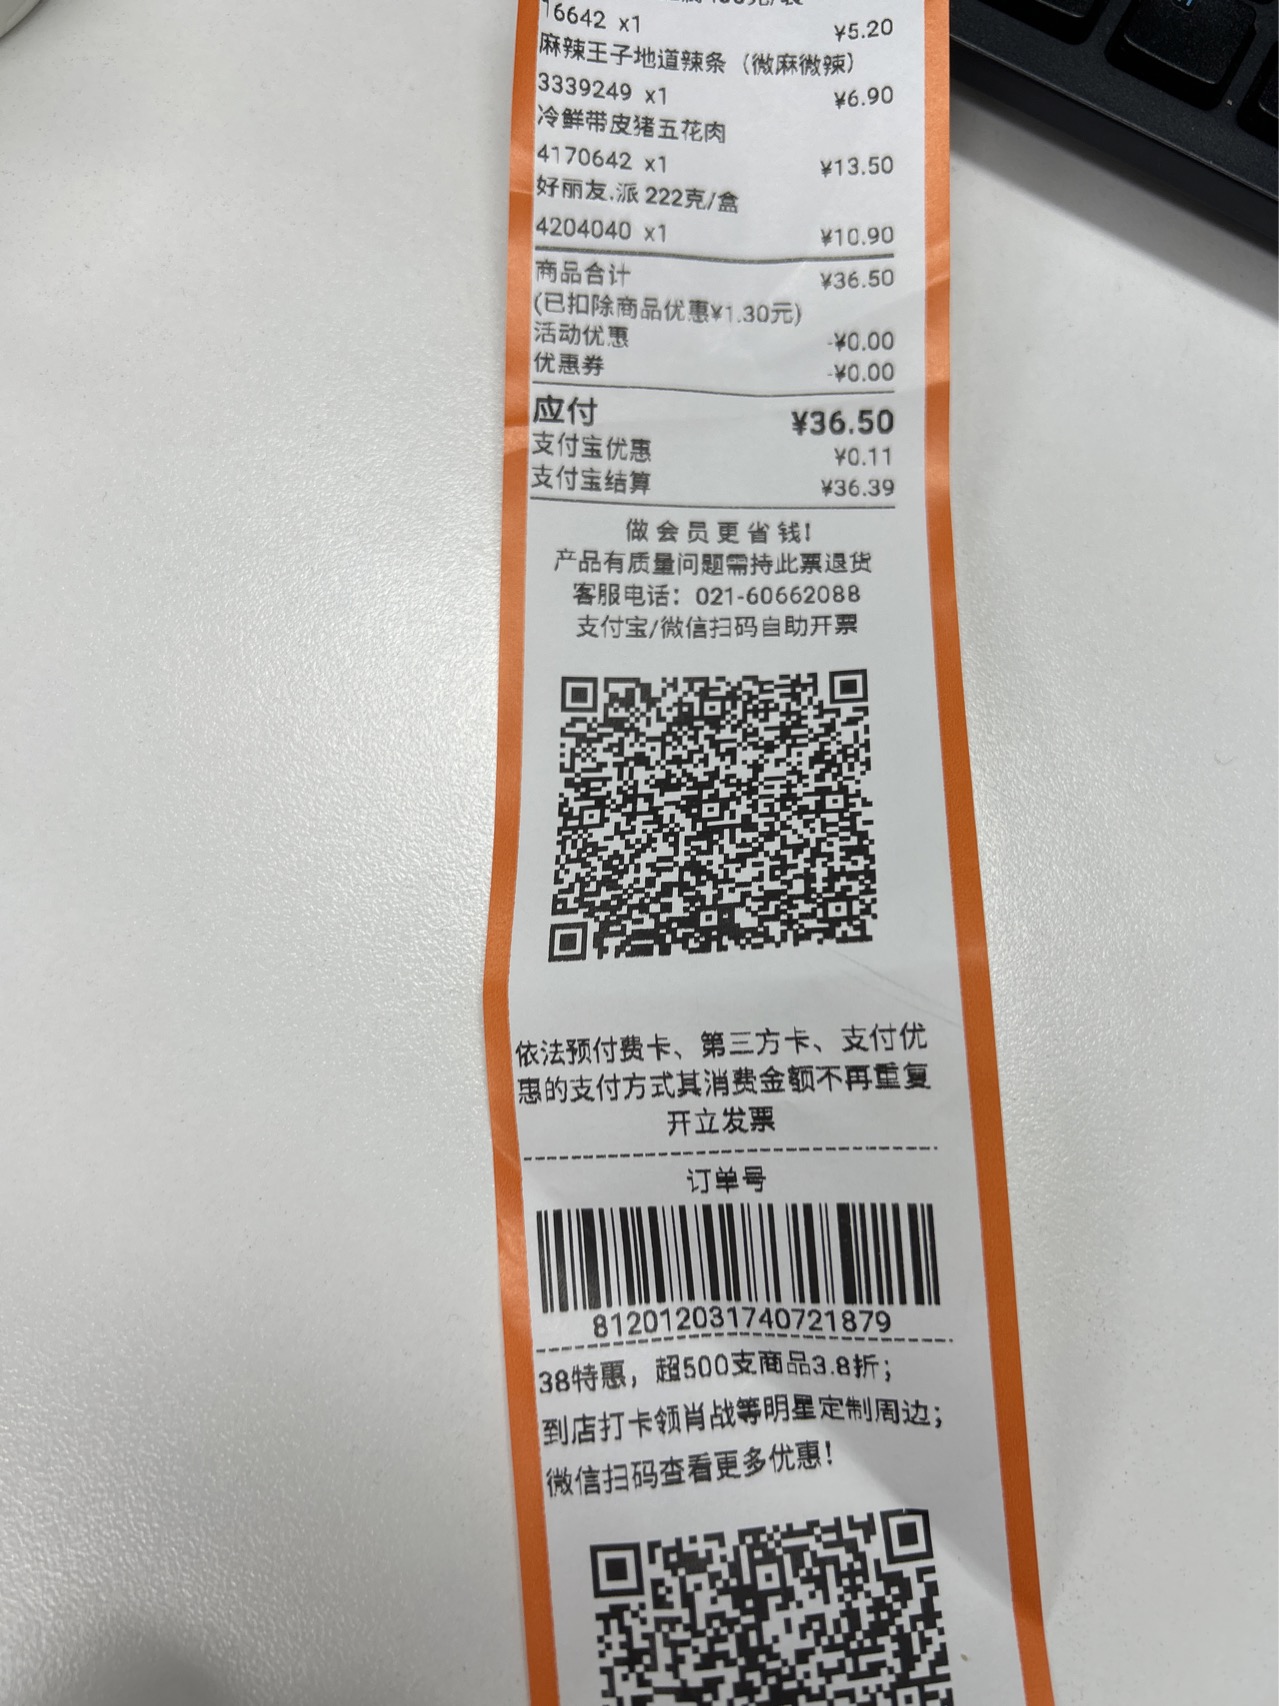 16642 x1 ¥5.20
麻辣王子地道辣条（微麻微辣）
3339249 x1 ¥6.90
冷鲜带皮猪五花肉
4170642 x1 ¥13.50
好丽友.派 222克/盒
4204040 x1 ¥10.90
商品合计 ¥36.50
(已扣除商品优惠¥1.30元)
活动优惠 -¥0.00
优惠券 -¥0.00
应付 ¥36.50
支付宝优惠 ¥0.11
支付宝结算 ¥36.39
做会员更省钱!
产品有质量问题需持此票退货
客服电话：021-60662088
支付宝/微信扫码自助开票
依法预付费卡、第三方卡、支付优
惠的支付方式其消费金额不再重复
开立发票
订单号
812012031740721879
38特惠，超500支商品3.8折；
到店打卡领肖战等明星定制周边；
微信扫码查看更多优惠！